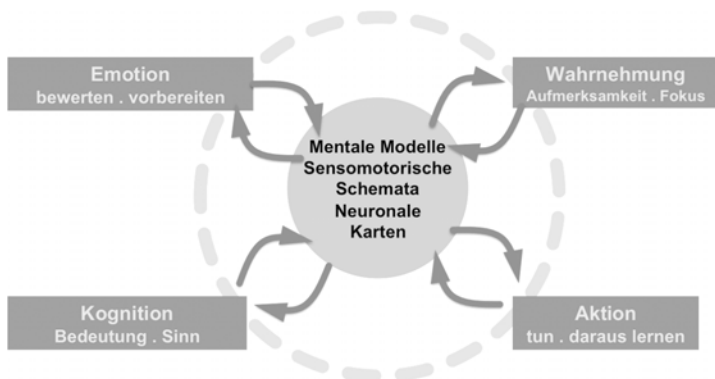 Emotion
bewerten . vorbereiten
Wahrnehmung
Aufmerksamkeit . Fokus
Mentale Modelle
Sensomotorische
Schemata
Neuronale
Karten
Kognition
Bedeutung . Sinn
Aktion
tun . daraus lernen